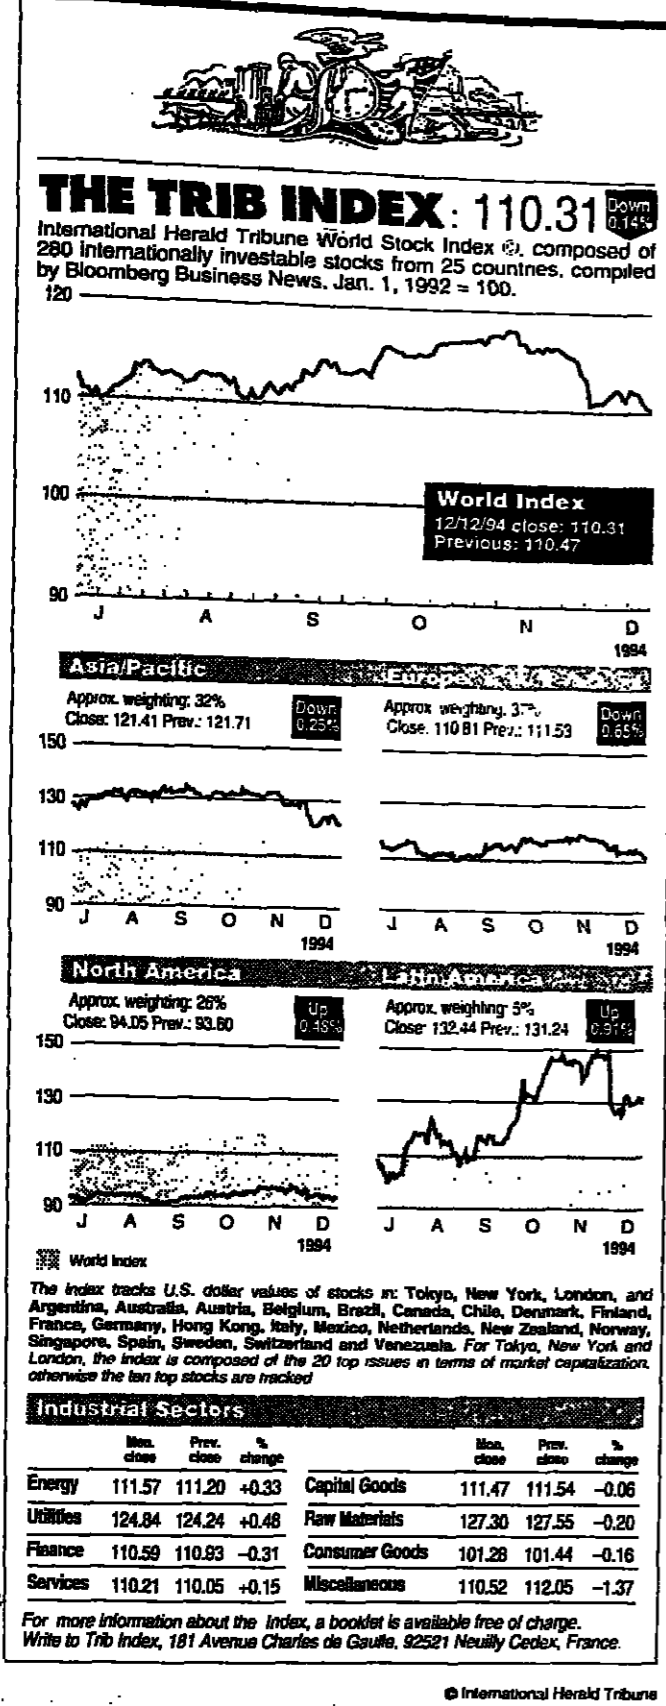 THE TRIB INDEX: 110.31 Down 0.14%
International Herald Tribune World Stock Index ©, composed of
280 internationally investable stocks from 25 countries, compiled
by Bloomberg Business News. Jan. 1, 1992 = 100.
120
110
100
90
World Index
12/12/94 close: 110.31
Previous: 110.47
J A S O N D
1994
Asia/Pacific
Approx. weighting: 32%
Close: 121.41 Prev.: 121.71
Down
0.25%
150
130
110
90
J A S O N D
1994
Europe
Approx. weighting.
Close. 110 81 Prev.: 111.53
Down
0.65%
J A S O N D
1994
North America
Approx. weighting: 26%
Close: 94.05 Prev.: 93.60
Up
0.48%
150
130
110
90
J A S O N D
1994
Latin America
Approx. weighting 5%
Close 132.44 Prev.: 131.24
Up
0.91%
J A S O N D
1994
World Index
The index tracks U.S. dollar values of stocks in: Tokyo, New York, London, and
Argentina, Australia, Austria, Belgium, Brazil, Canada, Chile, Denmark, Finland,
France, Germany, Hong Kong, Italy, Mexico, Netherlands, New Zealand, Norway,
Singapore, Spain, Sweden, Switzerland and Venezuela. For Tokyo, New York and
London, the index is composed of the 20 top issues in terms of market capitalization,
otherwise the ten top stocks are tracked
Industrial Sectors
Mon. Prev. % Mon. Prev. %
close close change close close change
Energy 111.57 111.20 +0.33 Capital Goods 111.47 111.54 −0.06
Utilities 124.84 124.24 +0.48 Raw Materials 127.30 127.55 −0.20
Finance 110.59 110.93 −0.31 Consumer Goods 101.28 101.44 −0.16
Services 110.21 110.05 +0.15 Miscellaneous 110.52 112.05 −1.37
For more information about the Index, a booklet is available free of charge.
Write to Trib Index, 181 Avenue Charles de Gaulle, 92521 Neuilly Cedex, France.
© International Herald Tribune